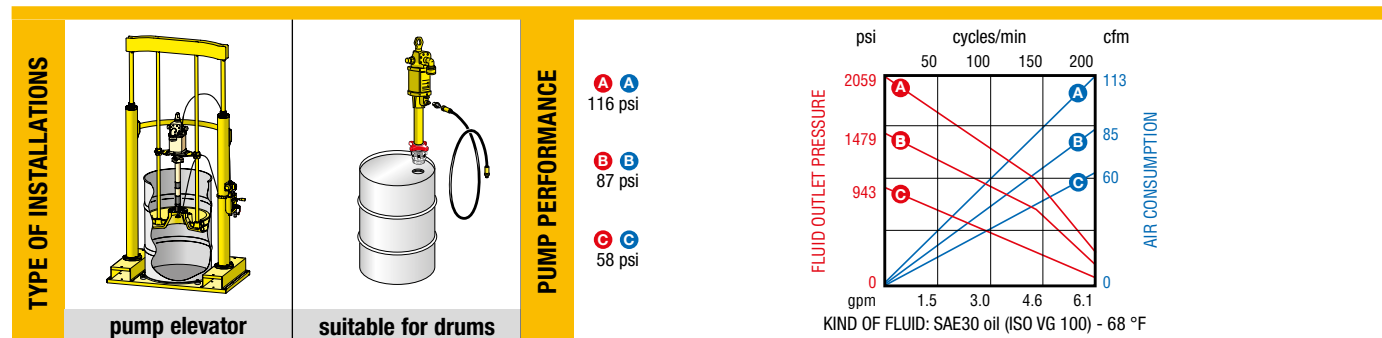 TYPE OF INSTALLATIONS
pump elevator
suitable for drums
PUMP PERFORMANCE
A A
116 psi
B B
87 psi
C C
58 psi
psi cycles/min cfm
50 100 150 200
2059 113
A A
1479 85
B B
943 60
C C
FLUID OUTLET PRESSURE
AIR CONSUMPTION
0 0
gpm 1.5 3.0 4.6 6.1
KIND OF FLUID: SAE30 oil (ISO VG 100) - 68 °F